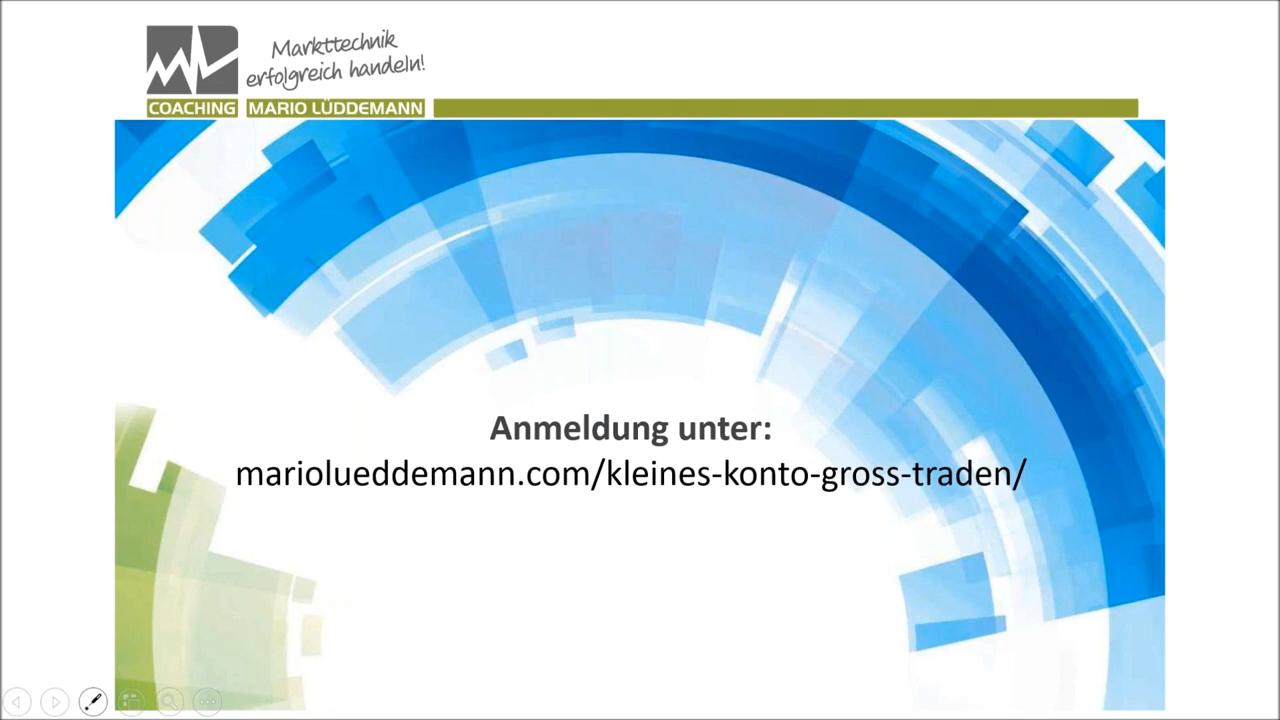 Markttechnik
erfolgreich handeln!
COACHING MARIO LÜDDEMANN
Anmeldung unter:
mariolueddemann.com/kleines-konto-gross-traden/